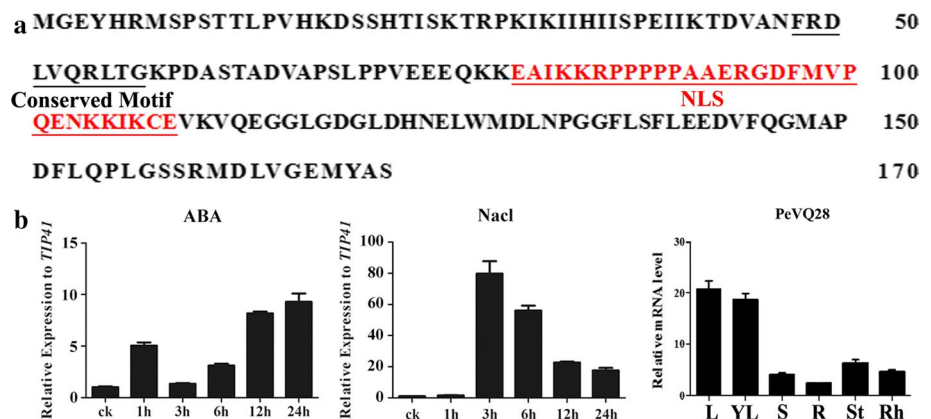 a MGEYHRMSPSTTLPVHKDSSHTISKTRPKIKIIHIISPEIIKTDVANFRD 50
LVQRLTGKPDASTADVAPSLPPVEEEQKKEAIKKRPPPPPAAERGDFMVP 100
Conserved Motif NLS
QENKKIKCEVKVQEGGLGDGLDHNELWMDLNPGGFLSFLEEDVFQGMAP 150
DFLQPLGSSRMDLVGEMYAS 170
b
ABA
Relative Expression to TIP41
15
10
5
0
ck 1h 3h 6h 12h 24h
Nacl
Relative Expression to TIP41
100
80
60
40
20
0
ck 1h 3h 6h 12h 24h
PeVQ28
Relative mRNA level
30
20
10
0
L YL S R St Rh